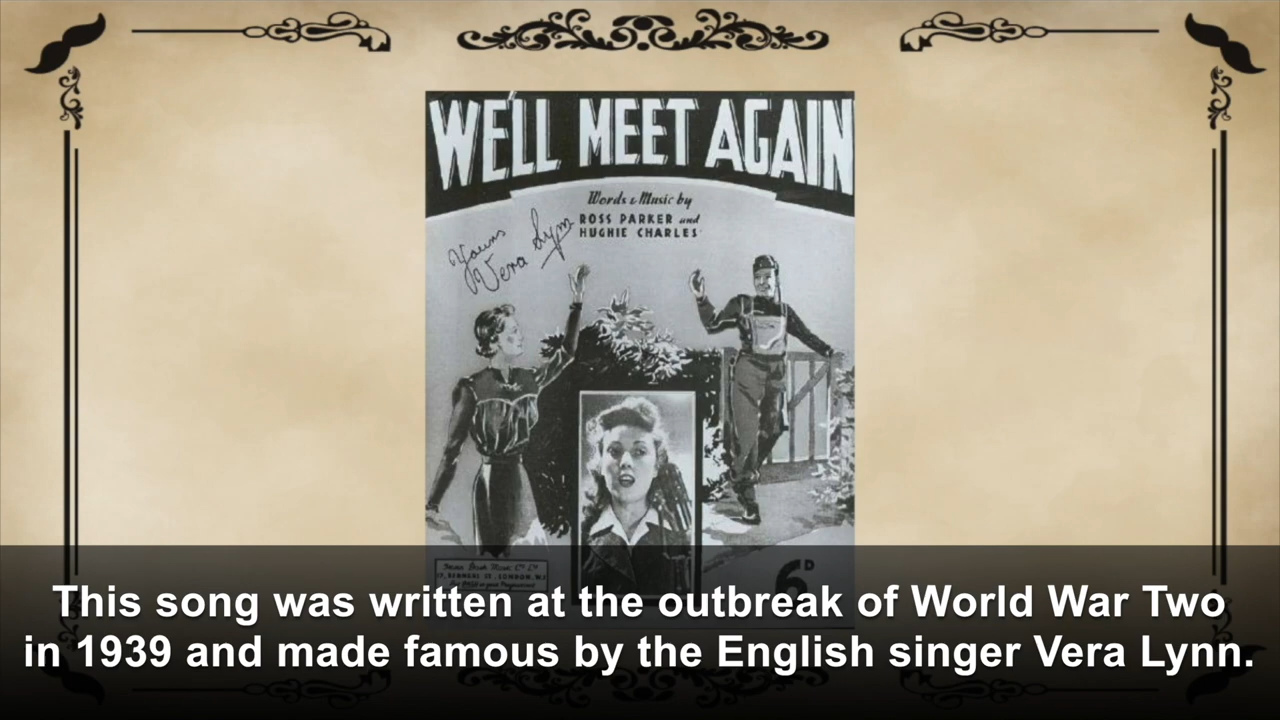 WE'LL MEET AGAIN
Words & Music by
ROSS PARKER and
HUGHIE CHARLES
Yours
Vera Lynn
6D
This song was written at the outbreak of World War Two
in 1939 and made famous by the English singer Vera Lynn.